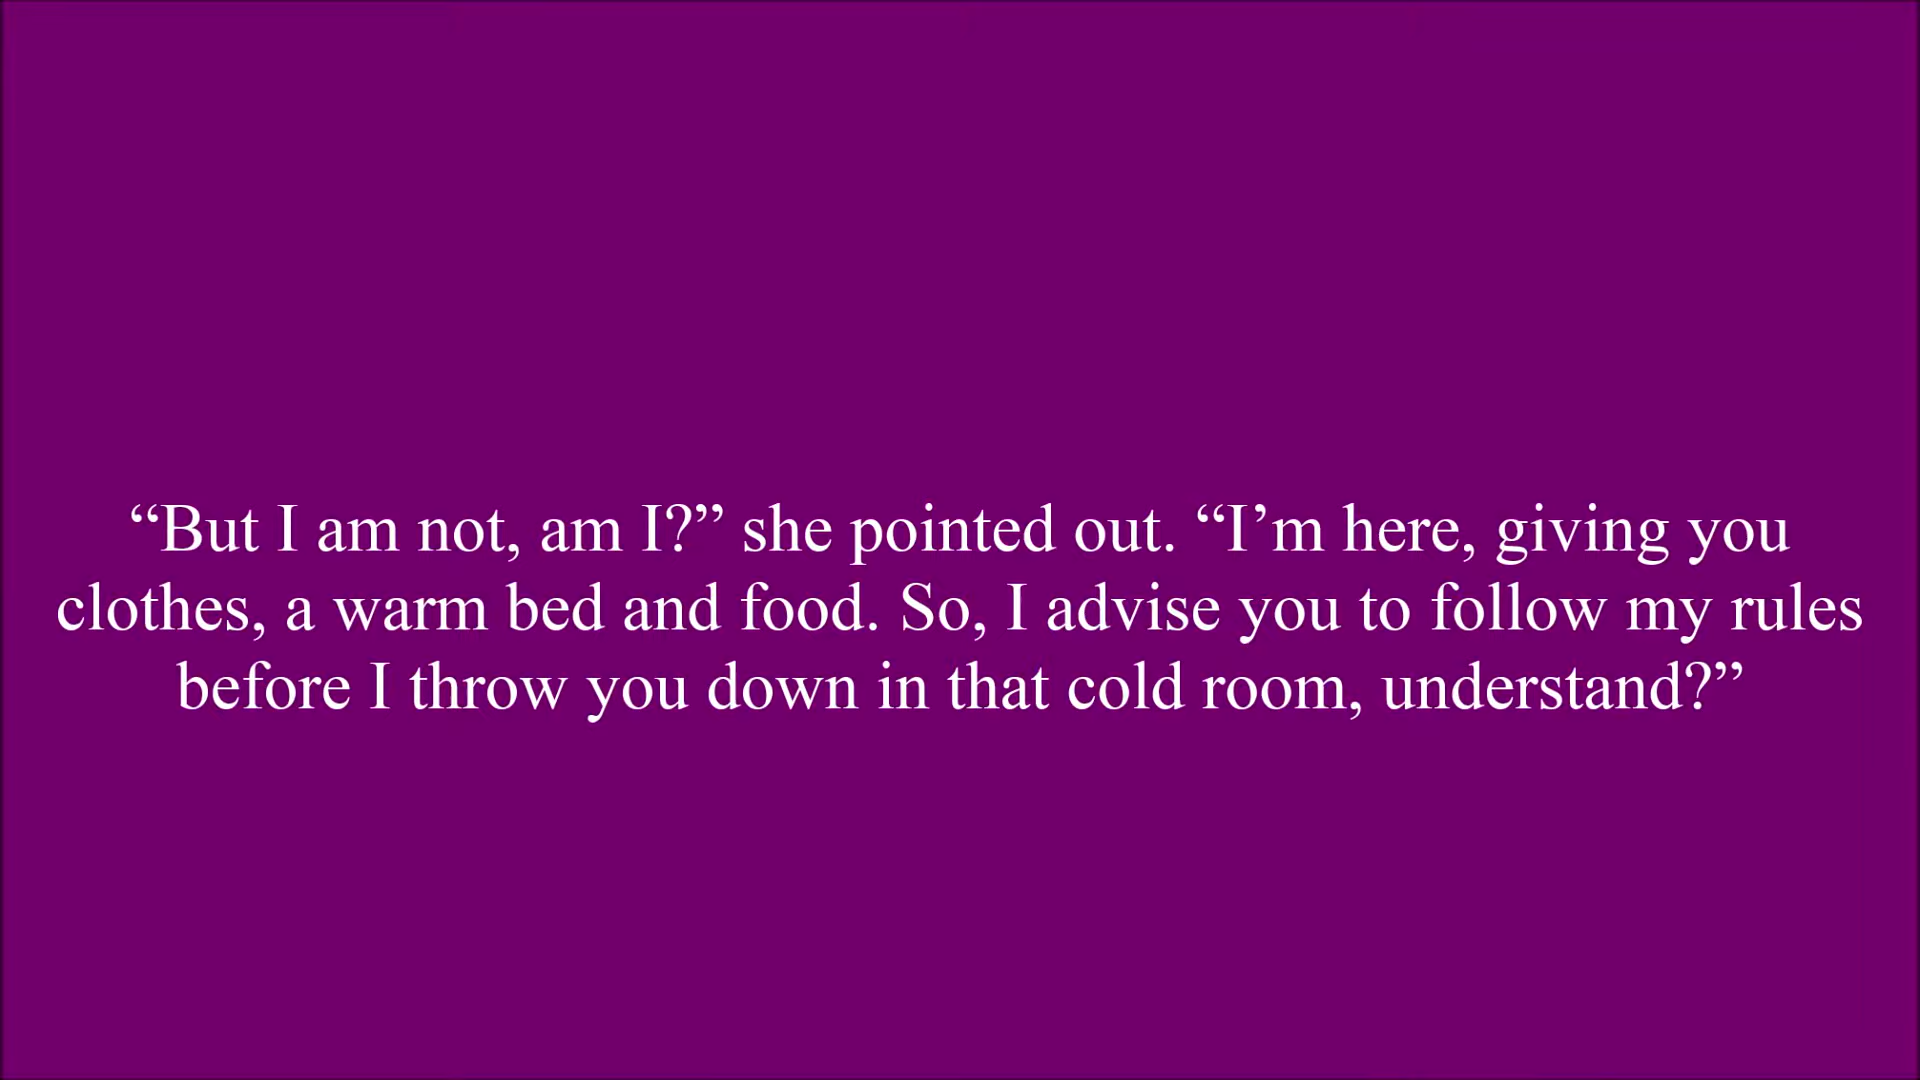 “But I am not, am I?” she pointed out. “I’m here, giving you
clothes, a warm bed and food. So, I advise you to follow my rules
before I throw you down in that cold room, understand?”